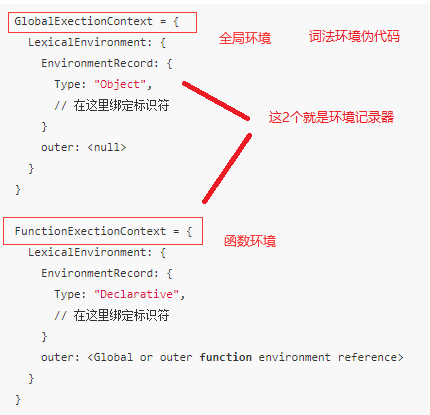 GlobalExectionContext = {
全局环境
词法环境伪代码
LexicalEnvironment: {
EnvironmentRecord: {
Type: "Object",
// 在这里绑定标识符
这2个就是环境记录器
}
outer: <null>
}
}
FunctionExectionContext = {
函数环境
LexicalEnvironment: {
EnvironmentRecord: {
Type: "Declarative",
// 在这里绑定标识符
}
outer: <Global or outer function environment reference>
}
}